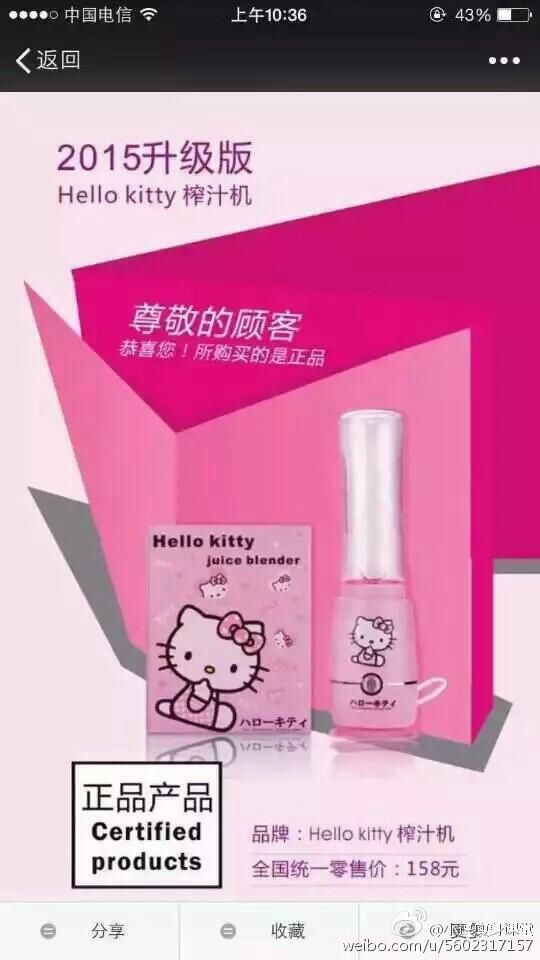 中国电信
上午10:36
43%
返回
2015升级版
Hello kitty 榨汁机
尊敬的顾客
恭喜您！所购买的是正品
Hello kitty
juice blender
ハローキティ
ハローキティ
正品产品
Certified
products
品牌：Hello kitty 榨汁机
全国统一零售价：158元
分享
收藏
weibo.com/u/5602317157